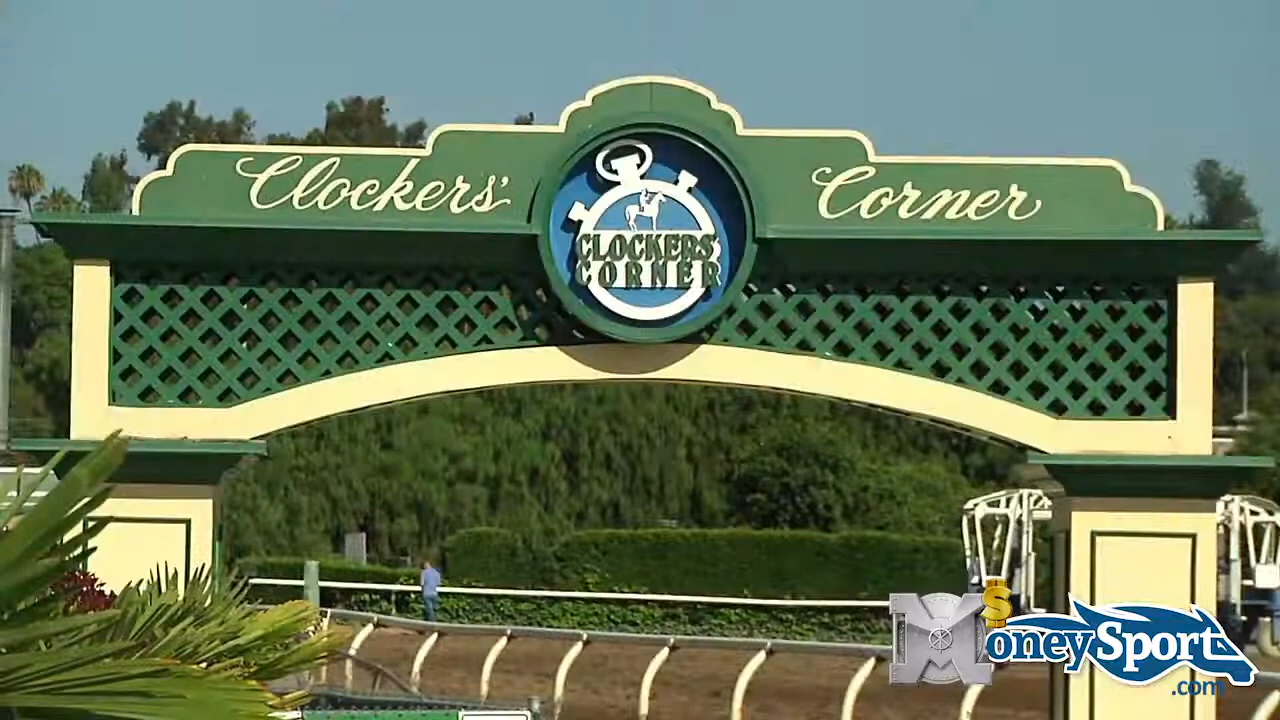 Clockers' Corner
CLOCKERS'
CORNER
$
MoneySport
.com